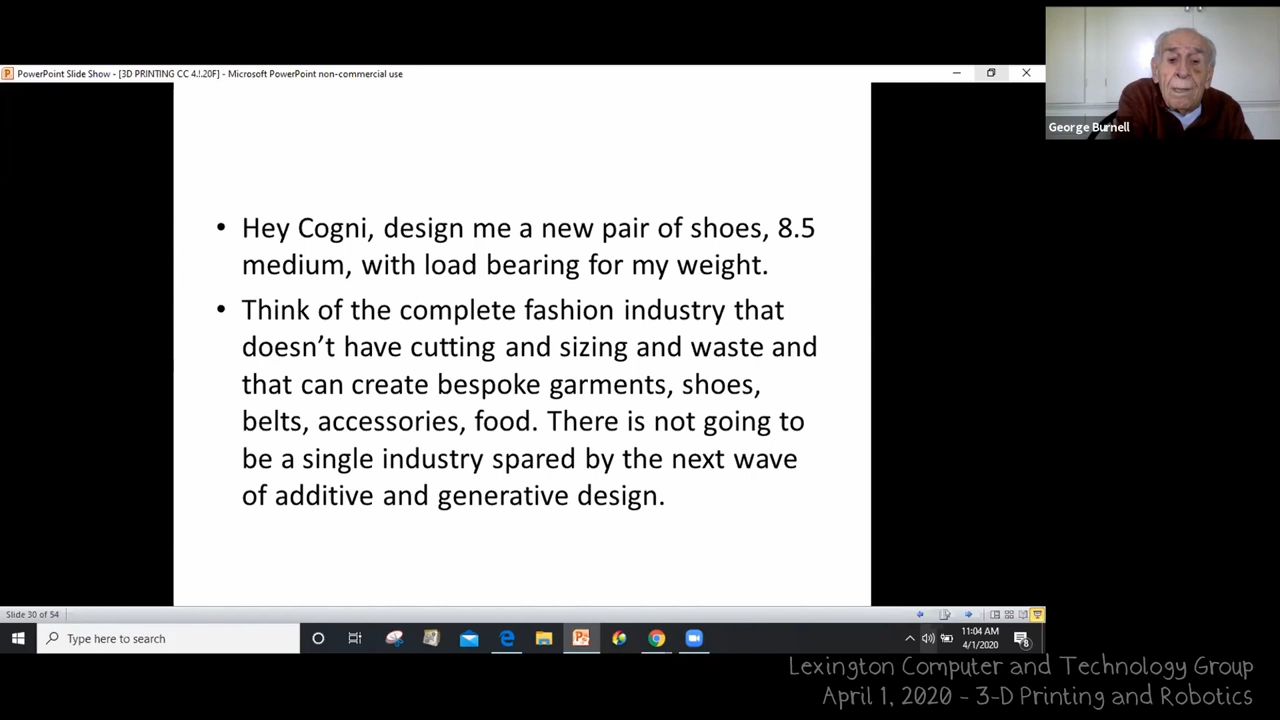 PowerPoint Slide Show - [3D PRINTING CC 4.!.20F] - Microsoft PowerPoint non-commercial use
George Burnell
• Hey Cogni, design me a new pair of shoes, 8.5
medium, with load bearing for my weight.
• Think of the complete fashion industry that
doesn’t have cutting and sizing and waste and
that can create bespoke garments, shoes,
belts, accessories, food. There is not going to
be a single industry spared by the next wave
of additive and generative design.
Slide 30 of 54
Type here to search
11:04 AM
4/1/2020
8
Lexington Computer and Technology Group
April 1, 2020 - 3-D Printing and Robotics